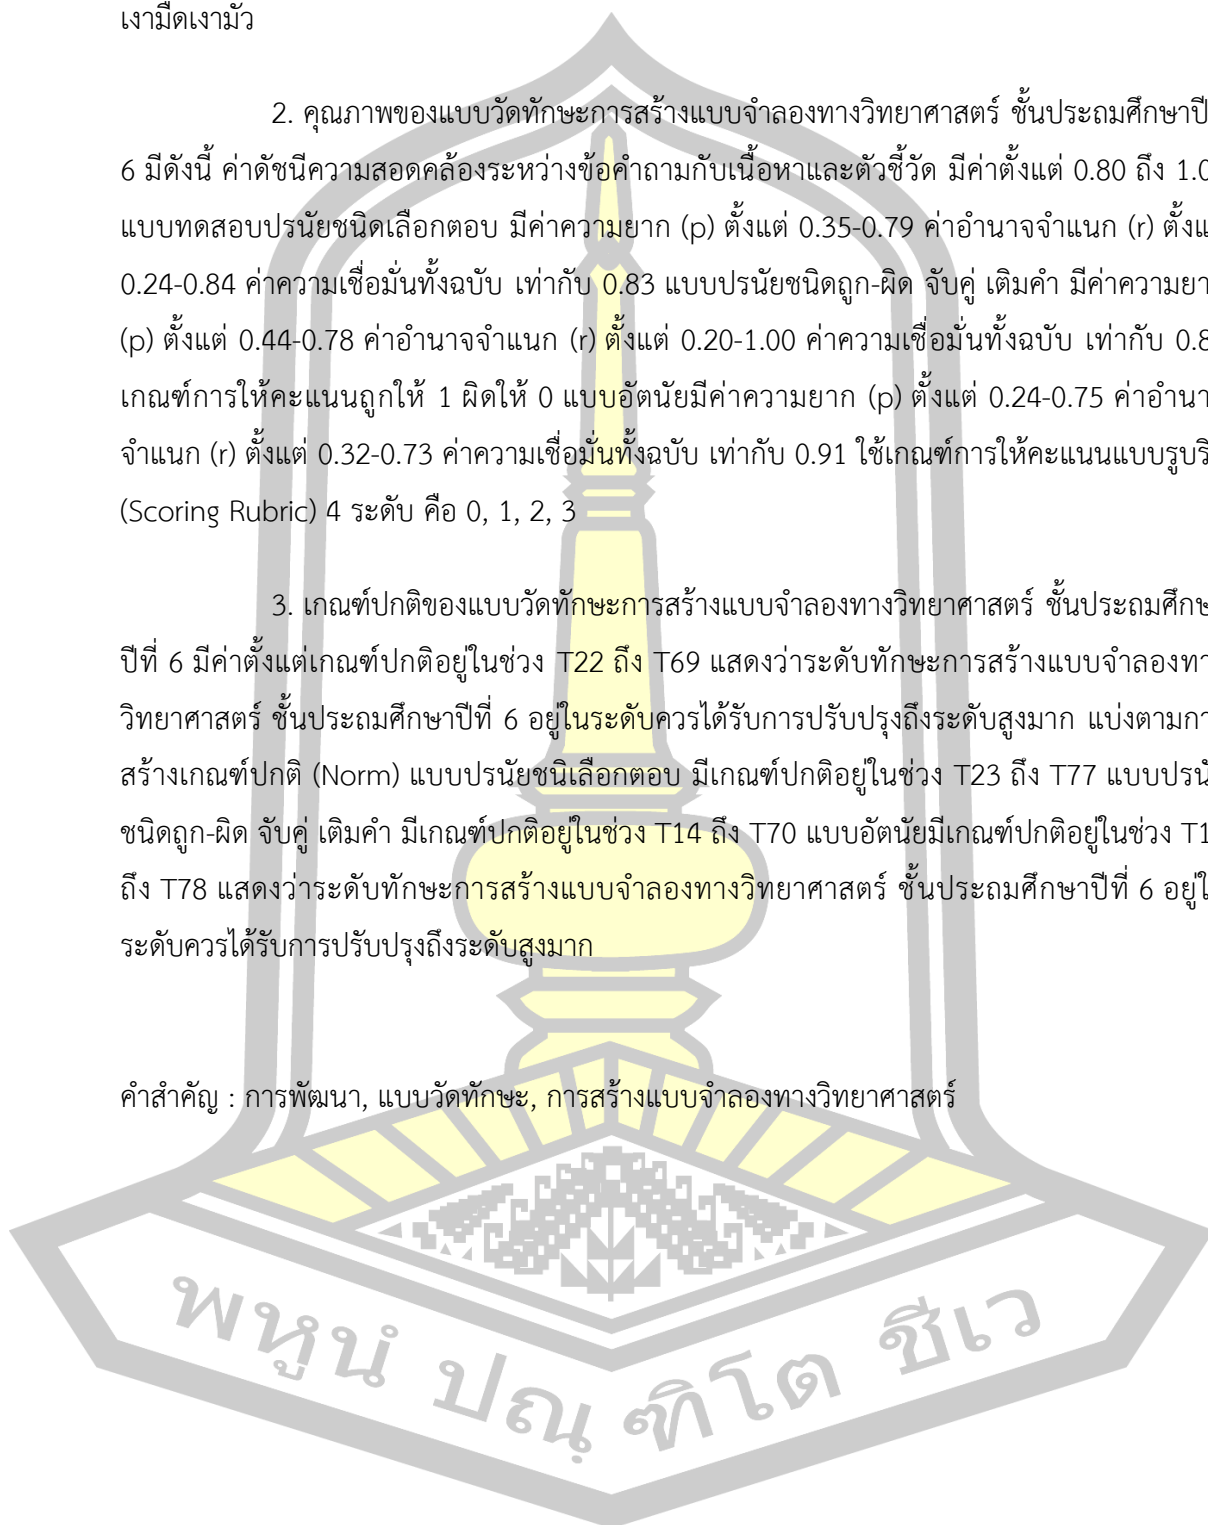 เงามืดเงามัว
2. คุณภาพของแบบวัดทักษะการสร้างแบบจำลองทางวิทยาศาสตร์ ชั้นประถมศึกษาปี
6 มีดังนี้ ค่าดัชนีความสอดคล้องระหว่างข้อคำถามกับเนื้อหาและตัวชี้วัด มีค่าตั้งแต่ 0.80 ถึง 1.0
แบบทดสอบปรนัยชนิดเลือกตอบ มีค่าความยาก (p) ตั้งแต่ 0.35-0.79 ค่าอำนาจจำแนก (r) ตั้งแ
0.24-0.84 ค่าความเชื่อมั่นทั้งฉบับ เท่ากับ 0.83 แบบปรนัยชนิดถูก-ผิด จับคู่ เติมคำ มีค่าความยา
(p) ตั้งแต่ 0.44-0.78 ค่าอำนาจจำแนก (r) ตั้งแต่ 0.20-1.00 ค่าความเชื่อมั่นทั้งฉบับ เท่ากับ 0.8
เกณฑ์การให้คะแนนถูกให้ 1 ผิดให้ 0 แบบอัตนัยมีค่าความยาก (p) ตั้งแต่ 0.24-0.75 ค่าอำนา
จำแนก (r) ตั้งแต่ 0.32-0.73 ค่าความเชื่อมั่นทั้งฉบับ เท่ากับ 0.91 ใช้เกณฑ์การให้คะแนนแบบรูบริ
(Scoring Rubric) 4 ระดับ คือ 0, 1, 2, 3
3. เกณฑ์ปกติของแบบวัดทักษะการสร้างแบบจำลองทางวิทยาศาสตร์ ชั้นประถมศึกษ
ปีที่ 6 มีค่าตั้งแต่เกณฑ์ปกติอยู่ในช่วง T22 ถึง T69 แสดงว่าระดับทักษะการสร้างแบบจำลองทา
วิทยาศาสตร์ ชั้นประถมศึกษาปีที่ 6 อยู่ในระดับควรได้รับการปรับปรุงถึงระดับสูงมาก แบ่งตามกา
สร้างเกณฑ์ปกติ (Norm) แบบปรนัยชนิเลือกตอบ มีเกณฑ์ปกติอยู่ในช่วง T23 ถึง T77 แบบปรนั
ชนิดถูก-ผิด จับคู่ เติมคำ มีเกณฑ์ปกติอยู่ในช่วง T14 ถึง T70 แบบอัตนัยมีเกณฑ์ปกติอยู่ในช่วง T1
ถึง T78 แสดงว่าระดับทักษะการสร้างแบบจำลองทางวิทยาศาสตร์ ชั้นประถมศึกษาปีที่ 6 อยู่ใ
ระดับควรได้รับการปรับปรุงถึงระดับสูงมาก
คำสำคัญ : การพัฒนา, แบบวัดทักษะ, การสร้างแบบจำลองทางวิทยาศาสตร์
พหูนํ ปณฺฑิโต ชีเว